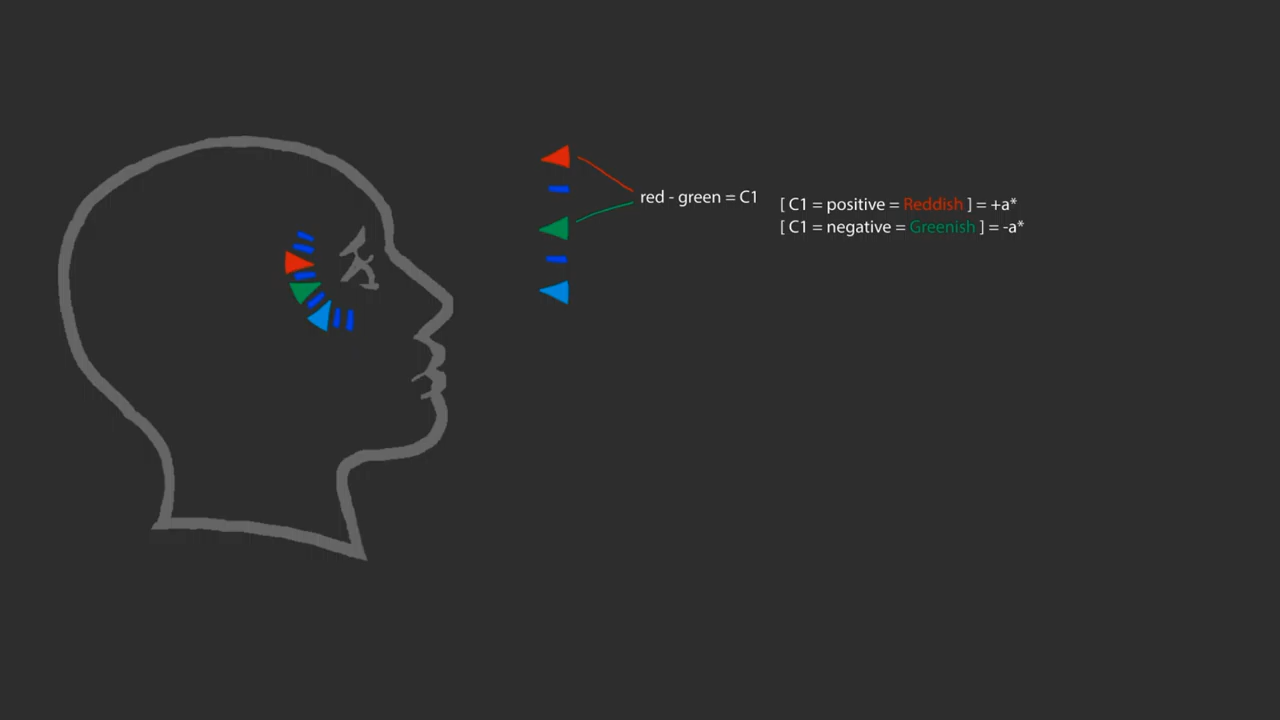 red - green = C1
[ C1 = positive = Reddish ] = +a*
[ C1 = negative = Greenish ] = -a*